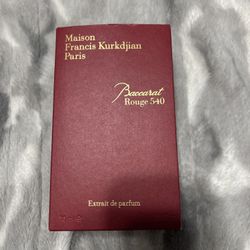 Maison
Francis Kurkdjian
Paris
Baccarat
Rouge 540
Extrait de parfum